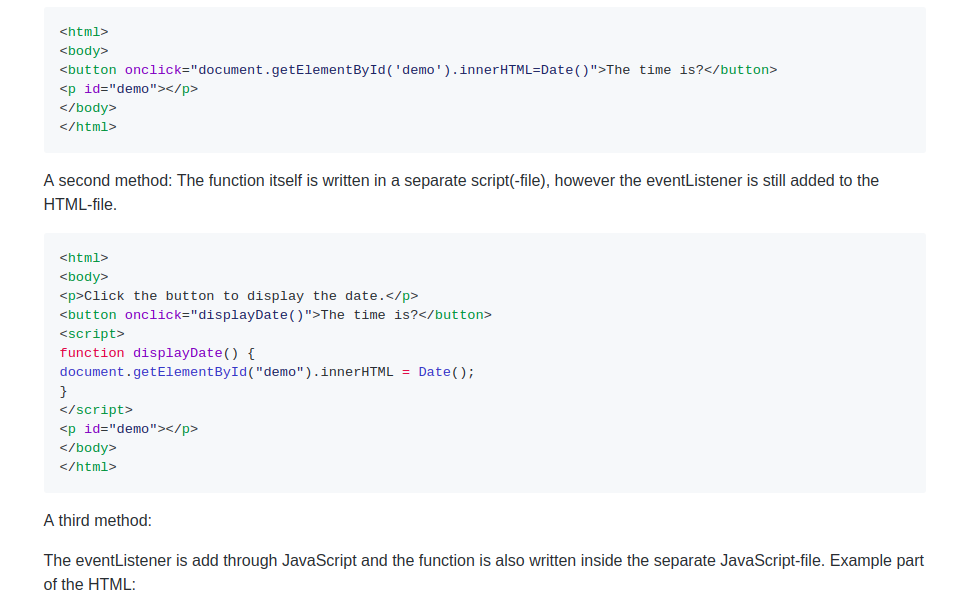 <html>
<body>
<button onclick="document.getElementById('demo').innerHTML=Date()">The time is?</button>
<p id="demo"></p>
</body>
</html>
A second method: The function itself is written in a separate script(-file), however the eventListener is still added to the
HTML-file.
<html>
<body>
<p>Click the button to display the date.</p>
<button onclick="displayDate()">The time is?</button>
<script>
function displayDate() {
document.getElementById("demo").innerHTML = Date();
}
</script>
<p id="demo"></p>
</body>
</html>
A third method:
The eventListener is add through JavaScript and the function is also written inside the separate JavaScript-file. Example part
of the HTML: